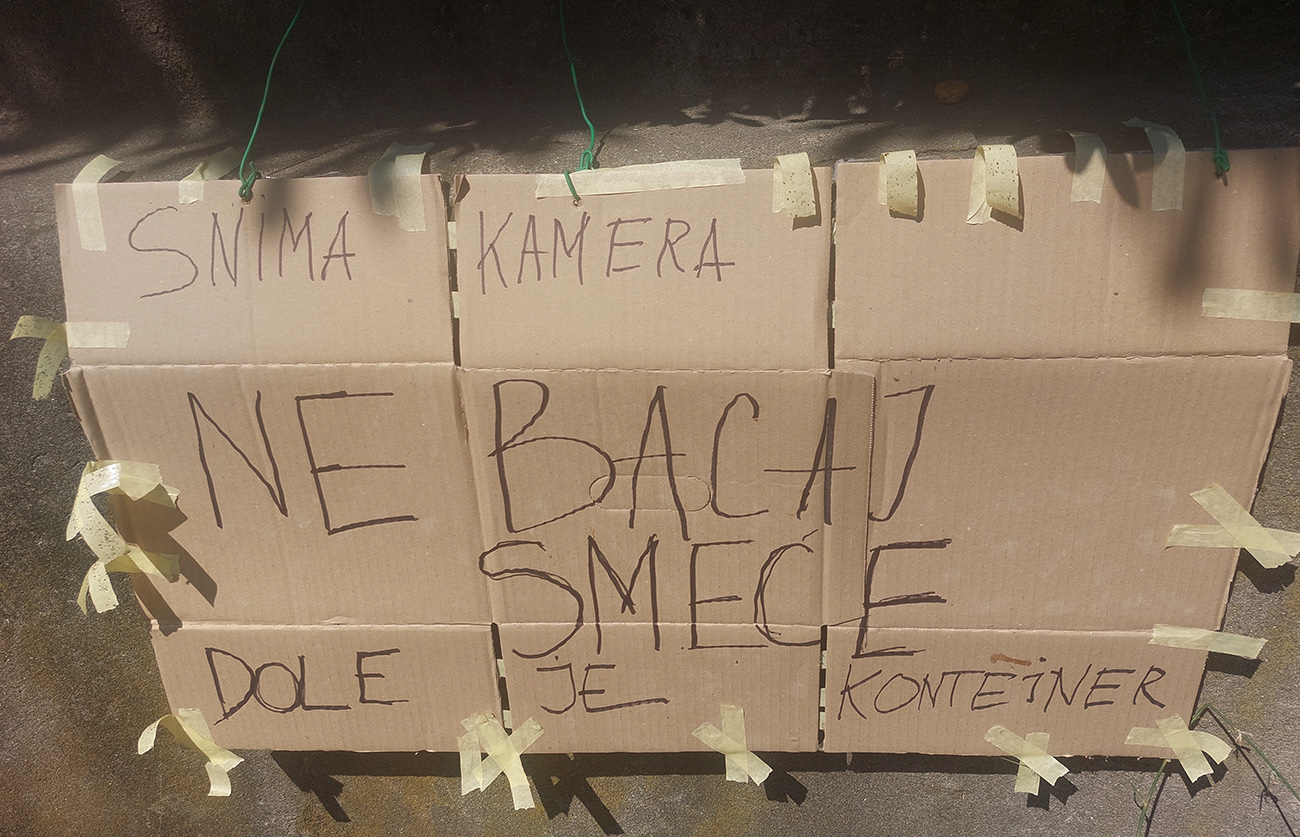 SNIMA KAMERA
NE BACAJ
SMEĆE
DOLE JE KONTEiNER